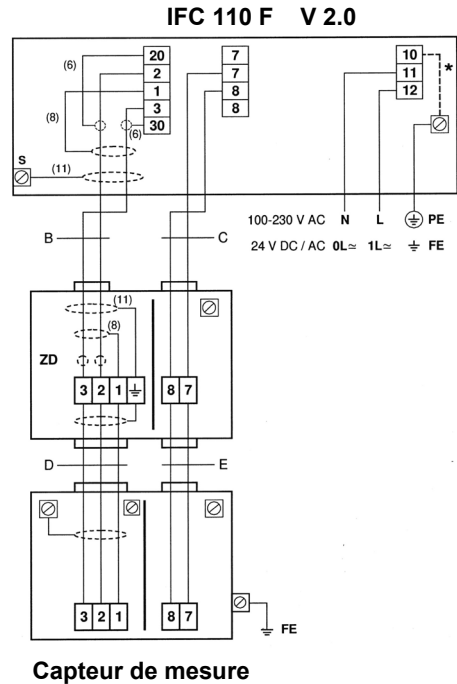 IFC 110 F V 2.0
20 7 10
(6) 2 7 11 *
1 8 12
(8) 3 8
(6) 30
S
(11)
100-230 V AC N L PE
B C
24 V DC / AC 0L≃ 1L≃ FE
(11)
(8)
ZD
3 2 1 8 7
D E
3 2 1 8 7
FE
Capteur de mesure